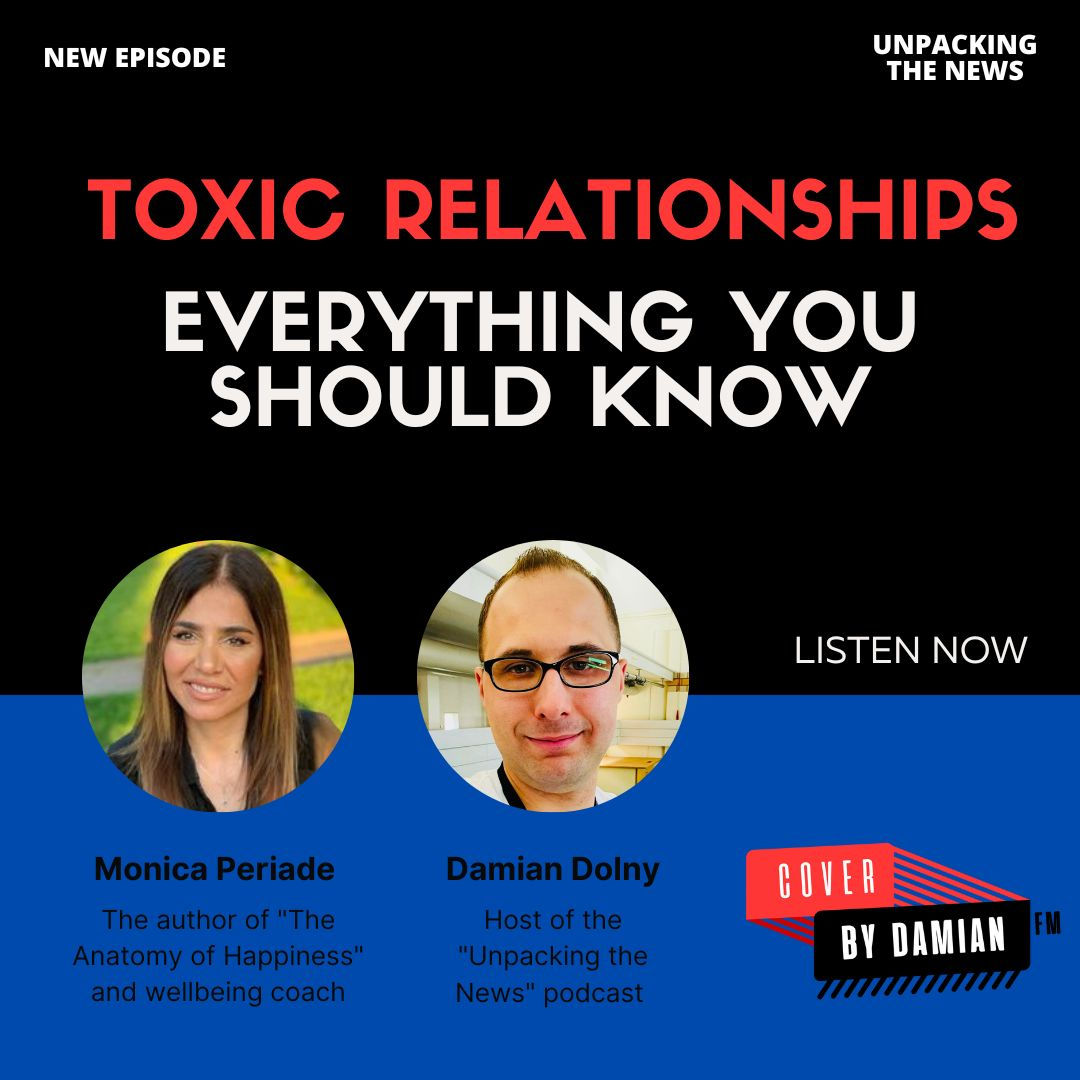 NEW EPISODE
UNPACKING
THE NEWS
TOXIC RELATIONSHIPS
EVERYTHING YOU
SHOULD KNOW
LISTEN NOW
Monica Periade
The author of "The
Anatomy of Happiness"
and wellbeing coach
Damian Dolny
Host of the
"Unpacking the
News" podcast
COVER
BY DAMIAN
FM